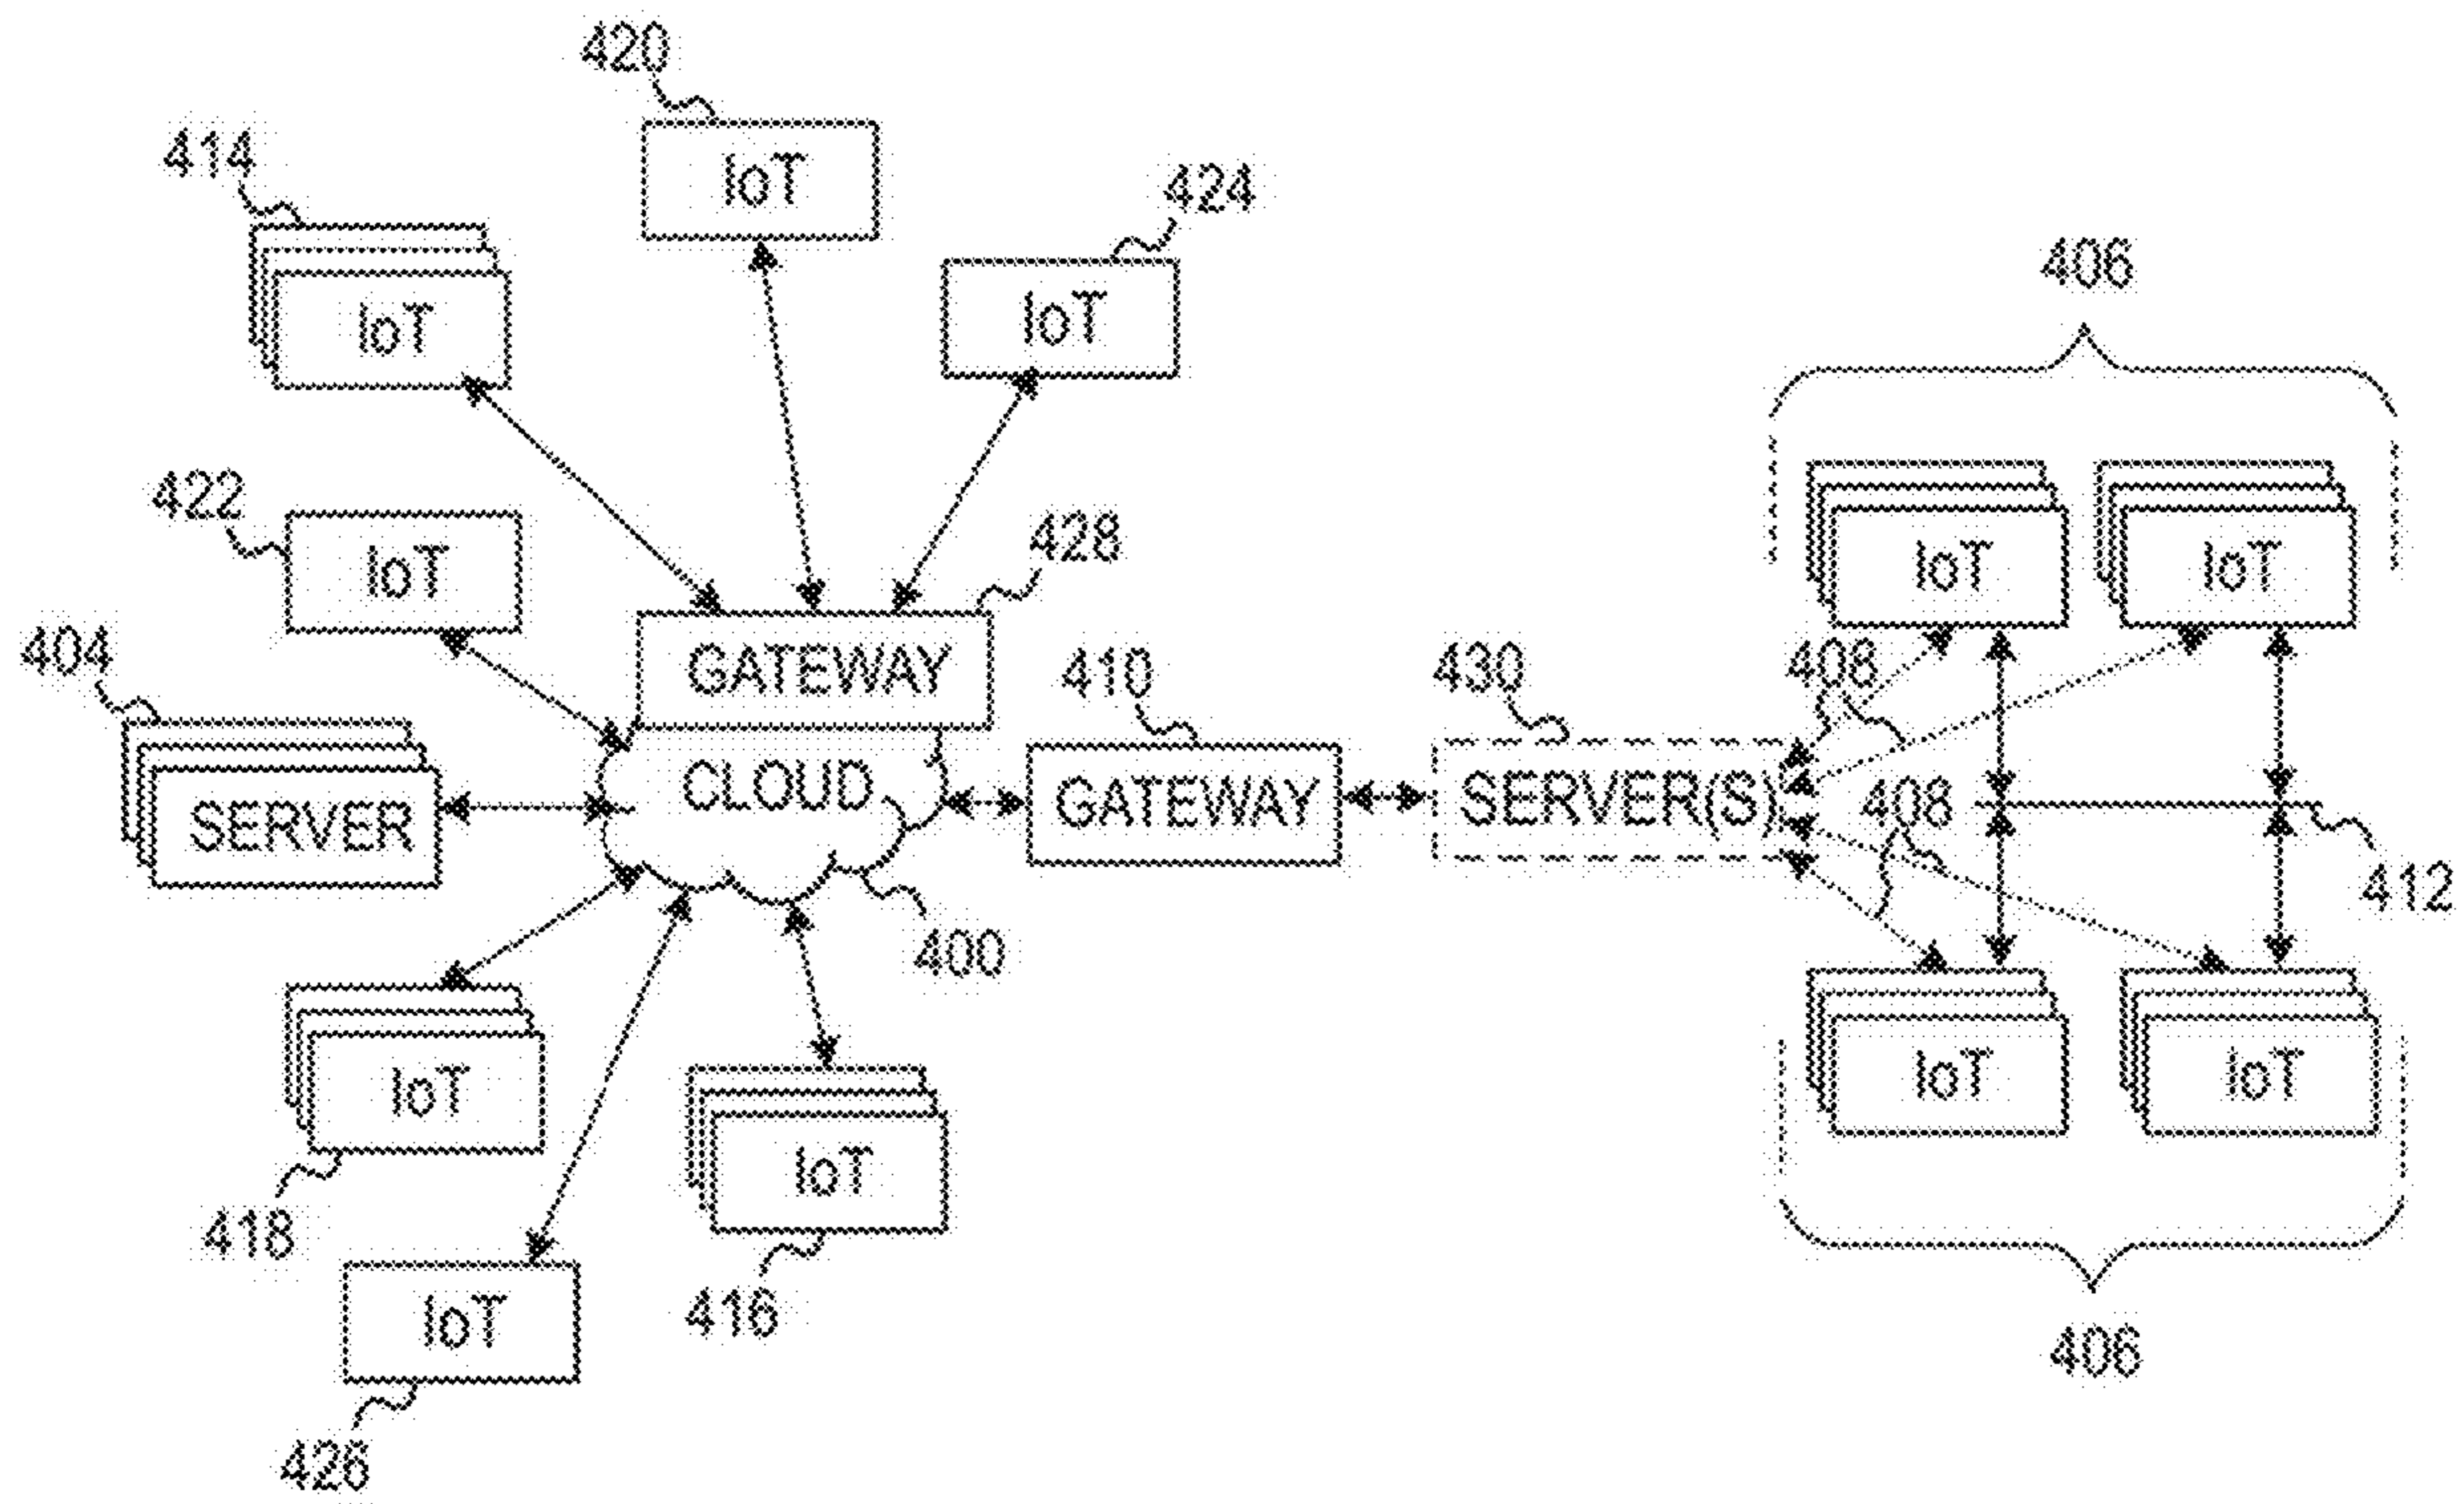 420
414
IoT
424
406
IoT
IoT
422
428
IoT
IoT
IoT
404
GATEWAY
410
430
408
SERVER
CLOUD
GATEWAY
SERVER(S)
408
412
400
IoT
IoT
IoT
IoT
418
416
IoT
406
426